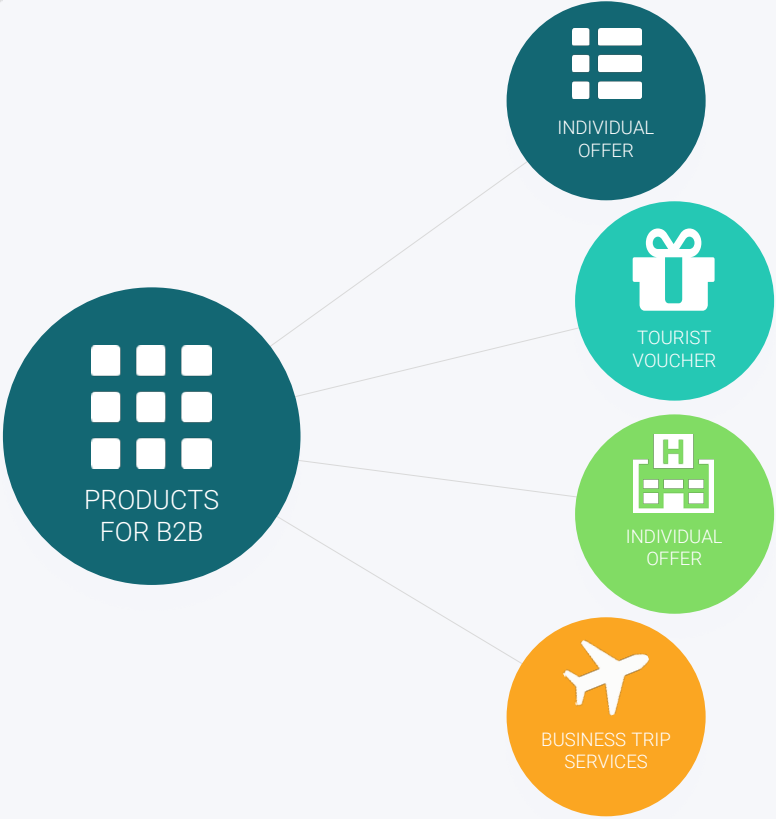 INDIVIDUAL
OFFER
TOURIST
VOUCHER
PRODUCTS
FOR B2B
H
INDIVIDUAL
OFFER
BUSINESS TRIP
SERVICES